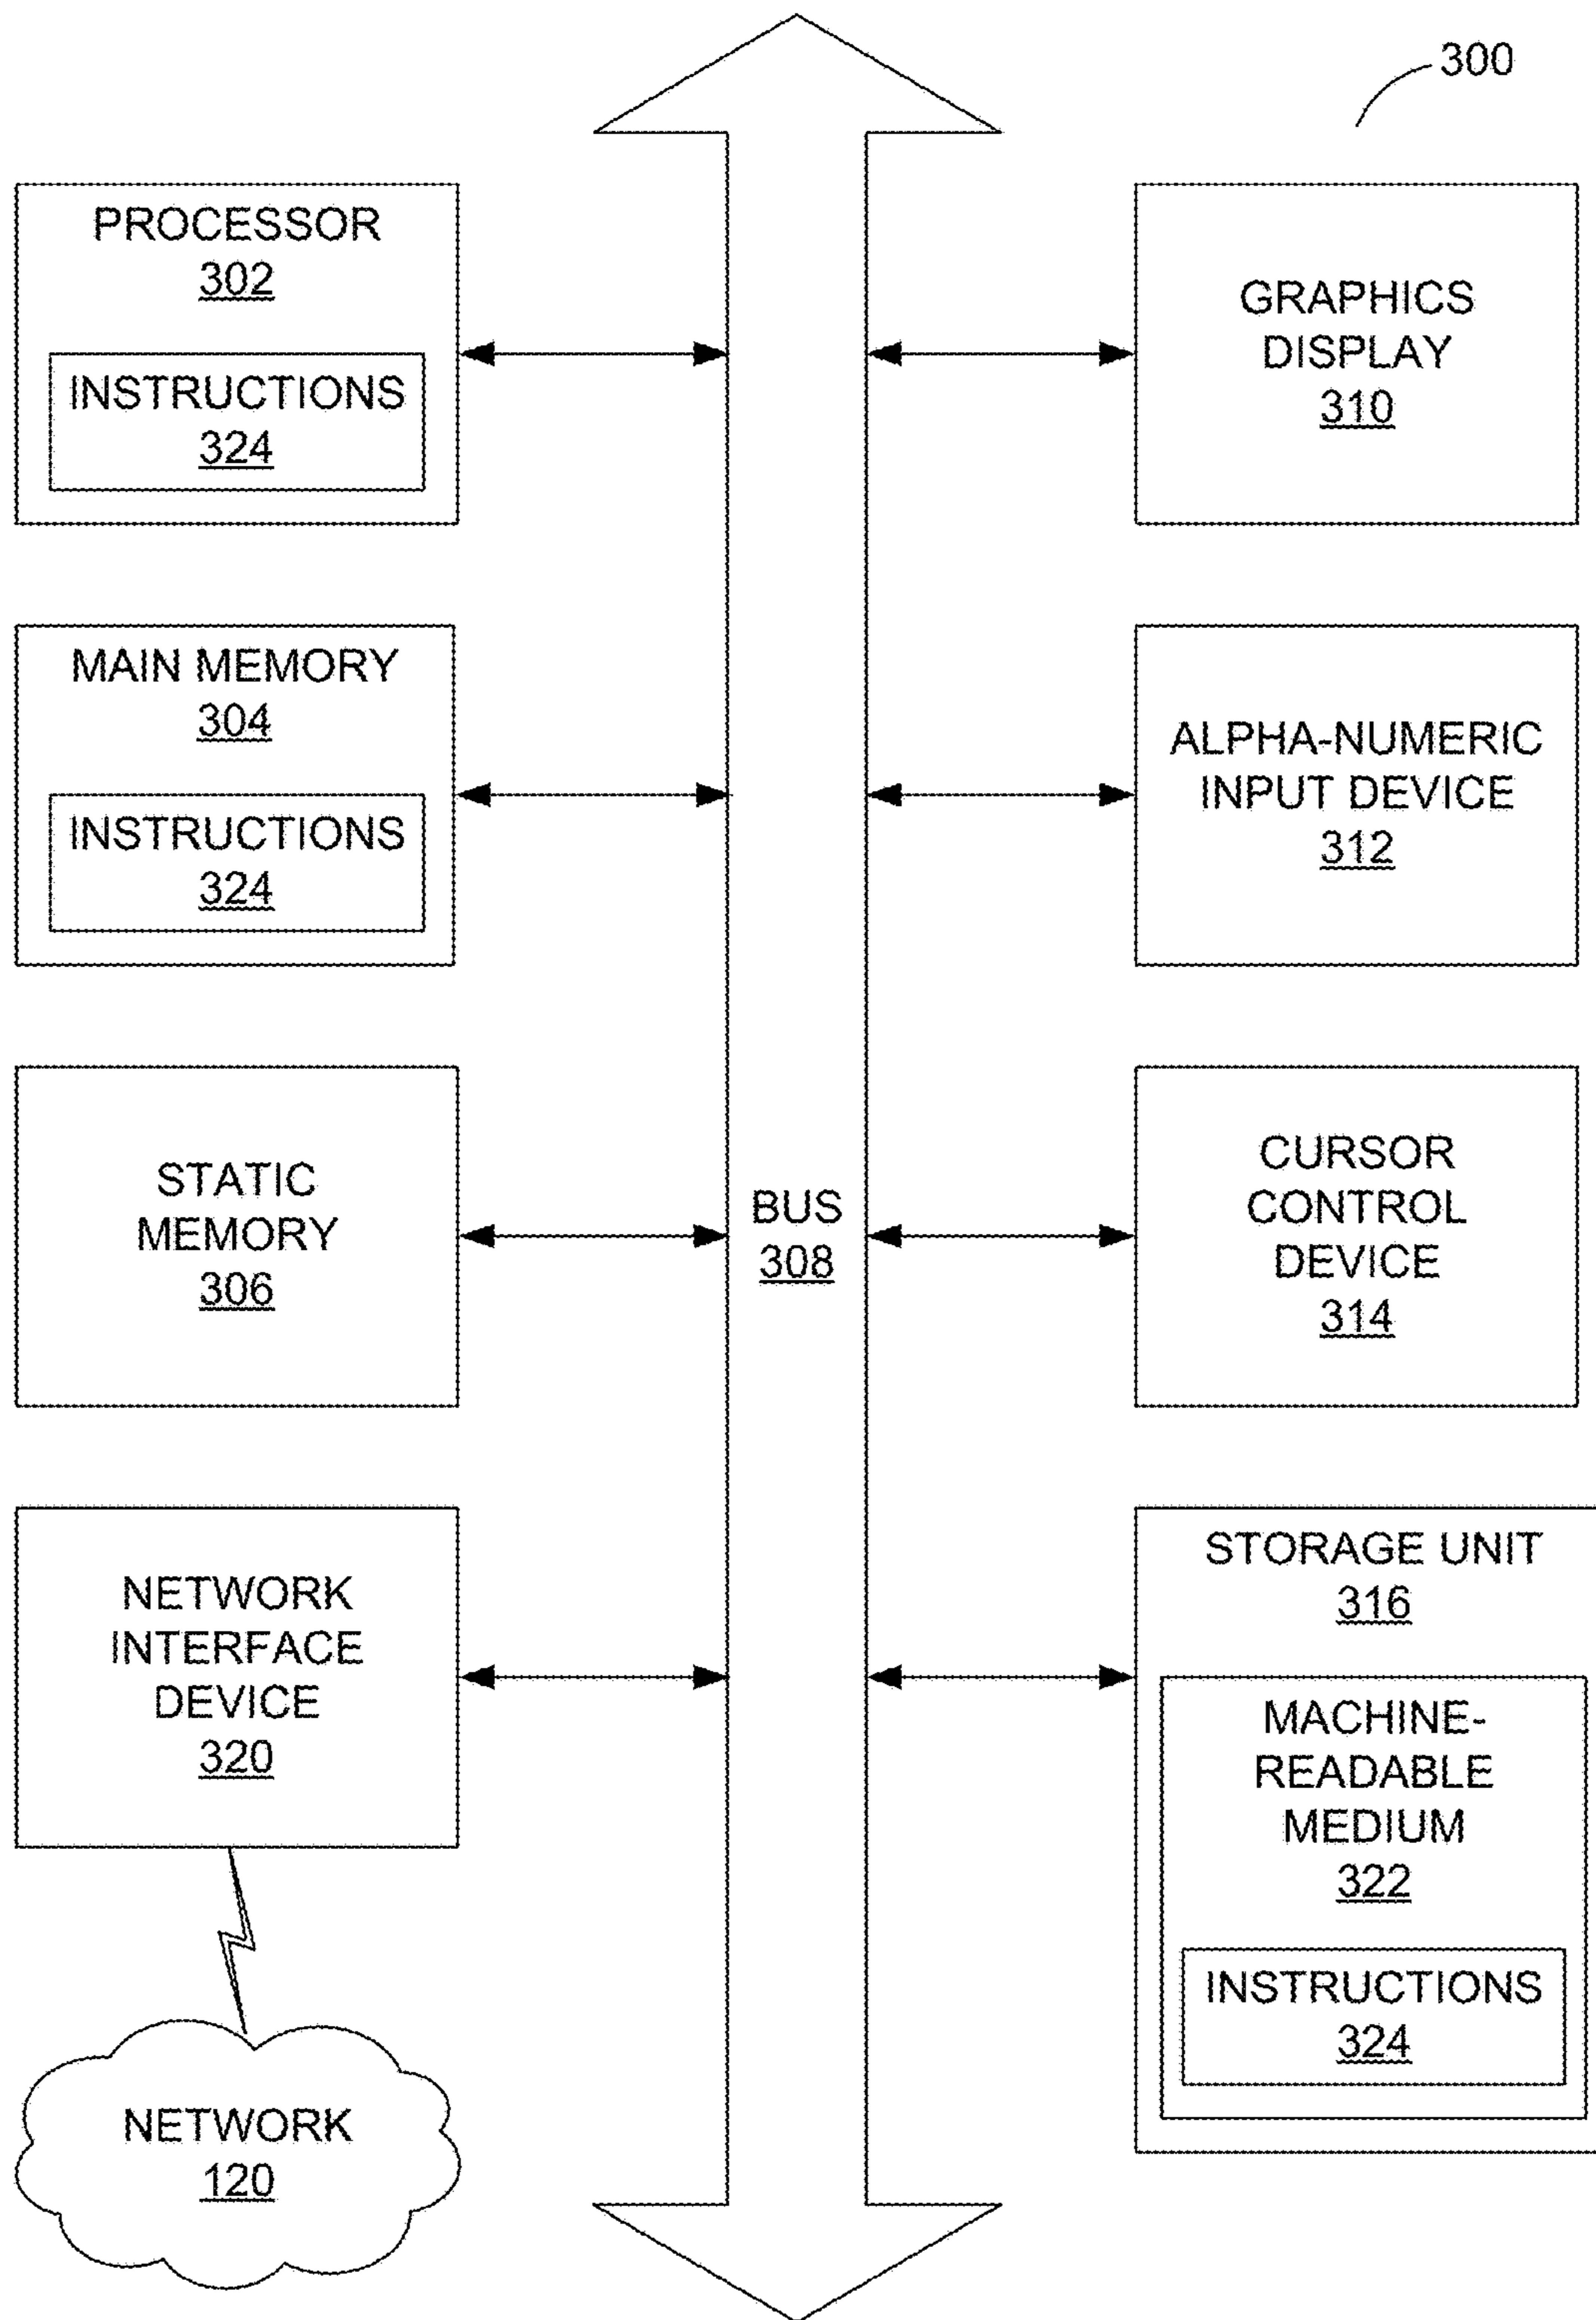 300
PROCESSOR
302
INSTRUCTIONS
324
GRAPHICS
DISPLAY
310
MAIN MEMORY
304
INSTRUCTIONS
324
ALPHA-NUMERIC
INPUT DEVICE
312
STATIC
MEMORY
306
BUS
308
CURSOR
CONTROL
DEVICE
314
NETWORK
INTERFACE
DEVICE
320
STORAGE UNIT
316
MACHINE-
READABLE
MEDIUM
322
INSTRUCTIONS
324
NETWORK
120